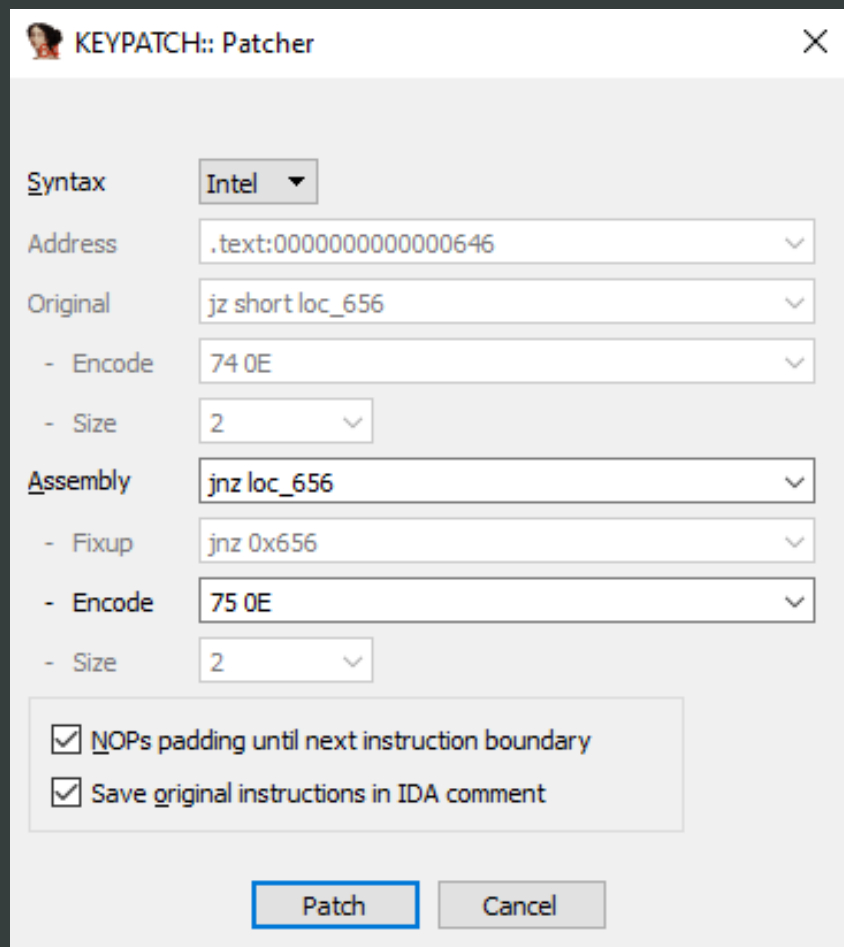 KEYPATCH:: Patcher
Syntax Intel
Address .text:0000000000000646
Original jz short loc_656
- Encode 74 0E
- Size 2
Assembly jnz loc_656
- Fixup jnz 0x656
- Encode 75 0E
- Size 2
NOPs padding until next instruction boundary
Save original instructions in IDA comment
Patch Cancel